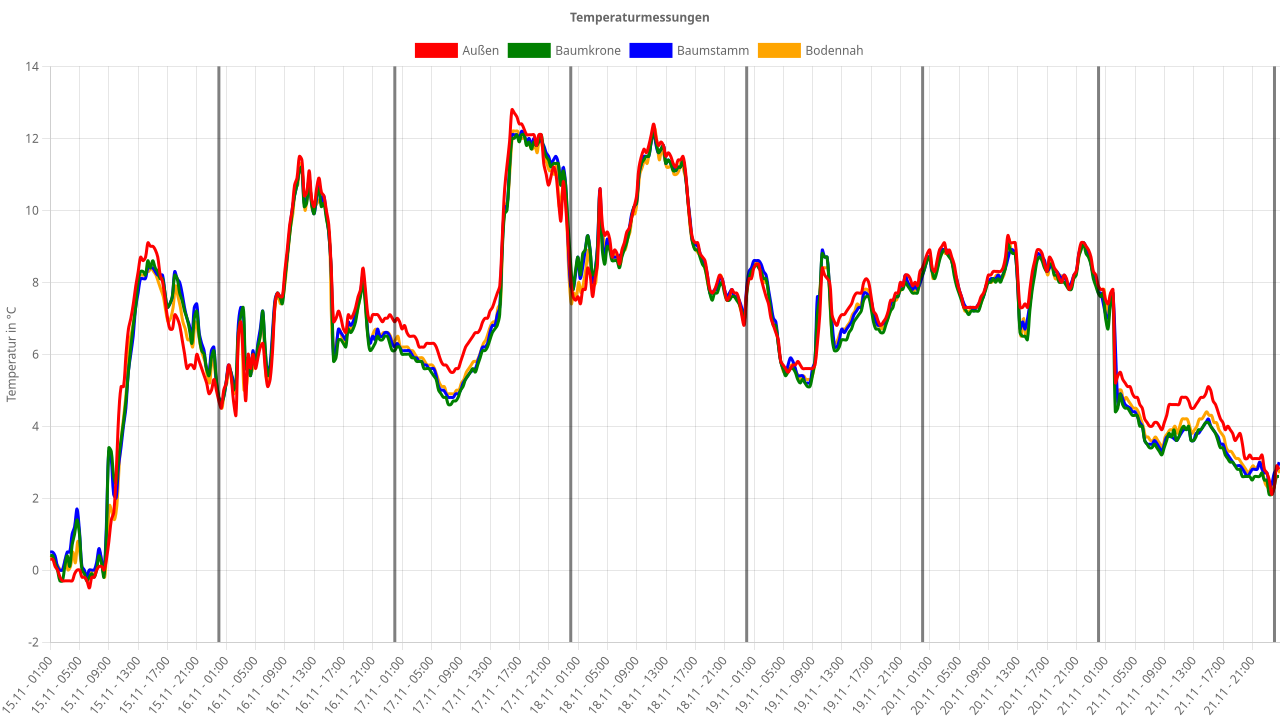 Temperaturmessungen
Außen Baumkrone Baumstamm Bodennah
Temperatur in °C
14
12
10
8
6
4
2
0
-2
15.11 - 01:00
15.11 - 05:00
15.11 - 09:00
15.11 - 13:00
15.11 - 17:00
15.11 - 21:00
16.11 - 01:00
16.11 - 05:00
16.11 - 09:00
16.11 - 13:00
16.11 - 17:00
16.11 - 21:00
17.11 - 01:00
17.11 - 05:00
17.11 - 09:00
17.11 - 13:00
17.11 - 17:00
17.11 - 21:00
18.11 - 01:00
18.11 - 05:00
18.11 - 09:00
18.11 - 13:00
18.11 - 17:00
18.11 - 21:00
19.11 - 01:00
19.11 - 05:00
19.11 - 09:00
19.11 - 13:00
19.11 - 17:00
19.11 - 21:00
20.11 - 01:00
20.11 - 05:00
20.11 - 09:00
20.11 - 13:00
20.11 - 17:00
20.11 - 21:00
21.11 - 01:00
21.11 - 05:00
21.11 - 09:00
21.11 - 13:00
21.11 - 17:00
21.11 - 21:00